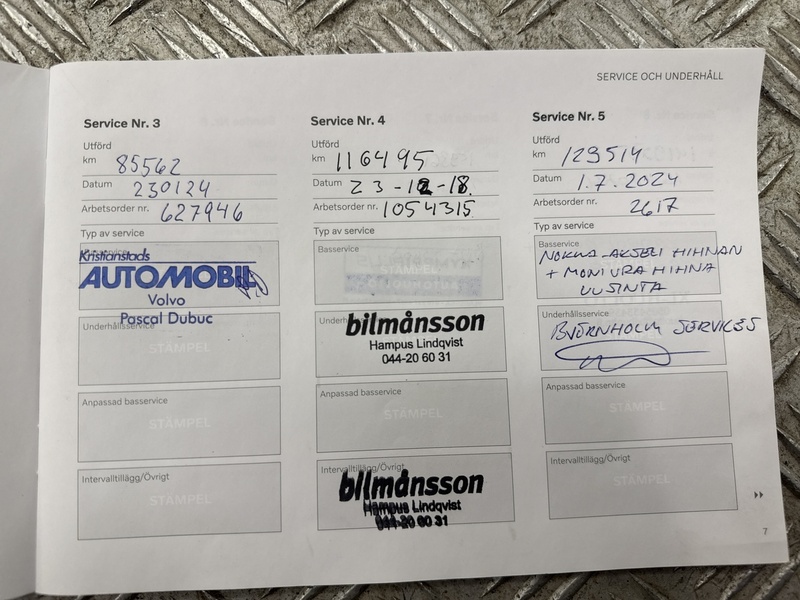 SERVICE OCH UNDERHÅLL
Service Nr. 3
Utförd
km 85562
Datum 230124
Arbetsorder nr. 627946
Typ av service
Basservice
Kristianstads
AUTOMOBIL
Volvo
Pascal Dubuc
Underhållsservice
STÄMPEL
Anpassad basservice
STÄMPEL
Intervalltillägg/Övrigt
STÄMPEL
Service Nr. 4
Utförd
km 116495
Datum 23-12-18
Arbetsorder nr. 1054315
Typ av service
Basservice
STÄMPEL
Underhållsservice
bilmånsson
Hampus Lindqvist
044-20 60 31
Anpassad basservice
STÄMPEL
Intervalltillägg/Övrigt
bilmånsson
Hampus Lindqvist
044-20 60 31
Service Nr. 5
Utförd
km 129514
Datum 1.7.2024
Arbetsorder nr. 2617
Typ av service
Basservice
NOKKA-AKSELI HIHNAN
+ MONIURA HIHNA
UUSINTA
Underhållsservice
BJÖRNHOLM SERVICES
Anpassad basservice
STÄMPEL
Intervalltillägg/Övrigt
STÄMPEL
7